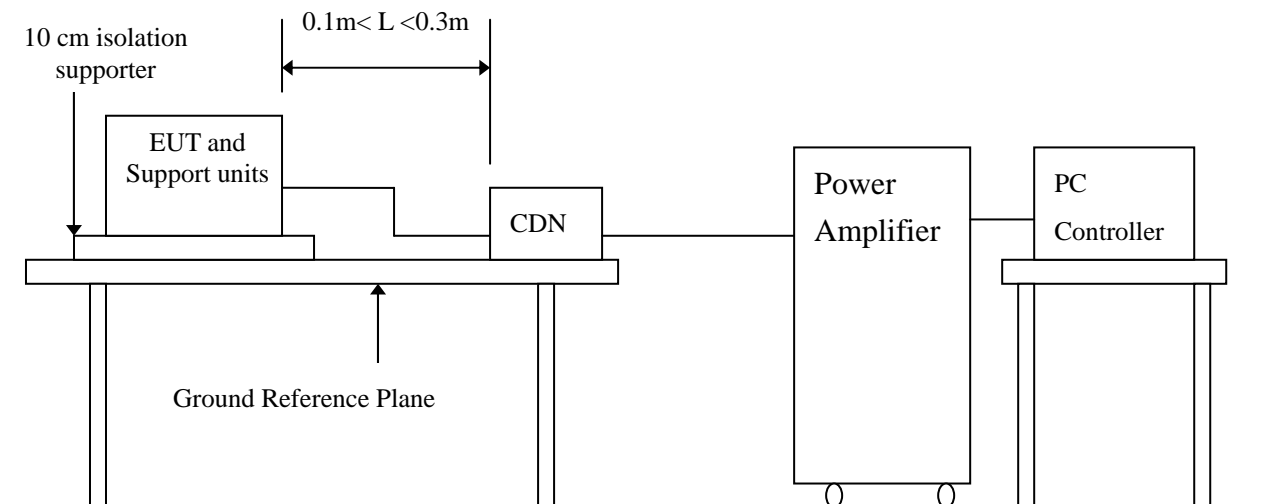 10 cm isolation
supporter
0.1m< L <0.3m
EUT and
Support units
CDN
Power
Amplifier
PC
Controller
Ground Reference Plane